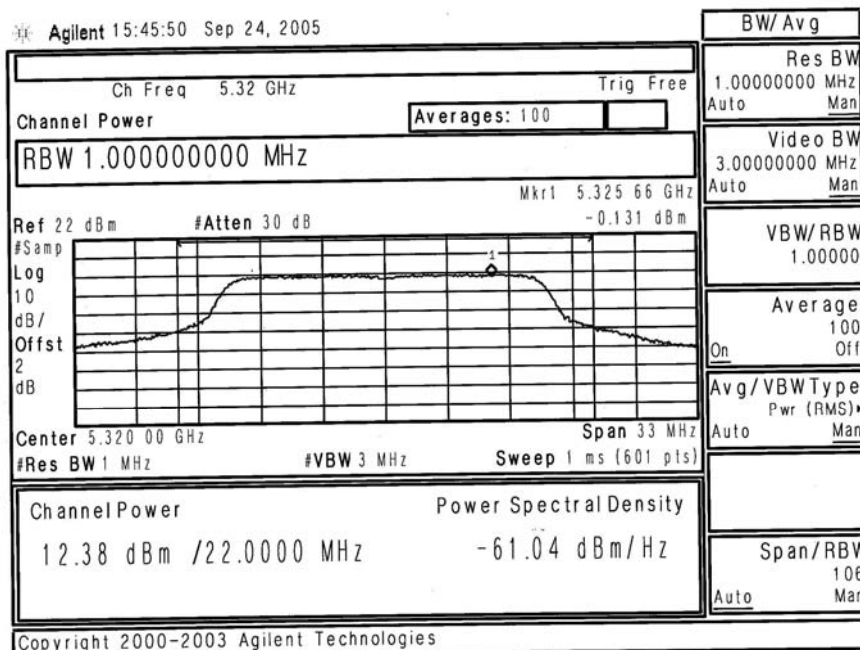 Agilent 15:45:50 Sep 24, 2005
Ch Freq 5.32 GHz Trig Free
Channel Power Averages: 100
RBW 1.000000000 MHz
Mkr1 5.325 66 GHz
-0.131 dBm
Ref 22 dBm #Atten 30 dB
#Samp
Log
10
dB/
Offst
2
dB
1
Center 5.320 00 GHz Span 33 MHz
#Res BW 1 MHz #VBW 3 MHz Sweep 1 ms (601 pts)
Channel Power Power Spectral Density
12.38 dBm /22.0000 MHz -61.04 dBm/Hz
Copyright 2000-2003 Agilent Technologies
BW/Avg
Res BW
1.00000000 MHz
Auto Man
Video BW
3.00000000 MHz
Auto Man
VBW/RBW
1.00000
Average
100
On Off
Avg/VBW Type
Pwr (RMS)
Auto Man
Span/RBW
106
Auto Man